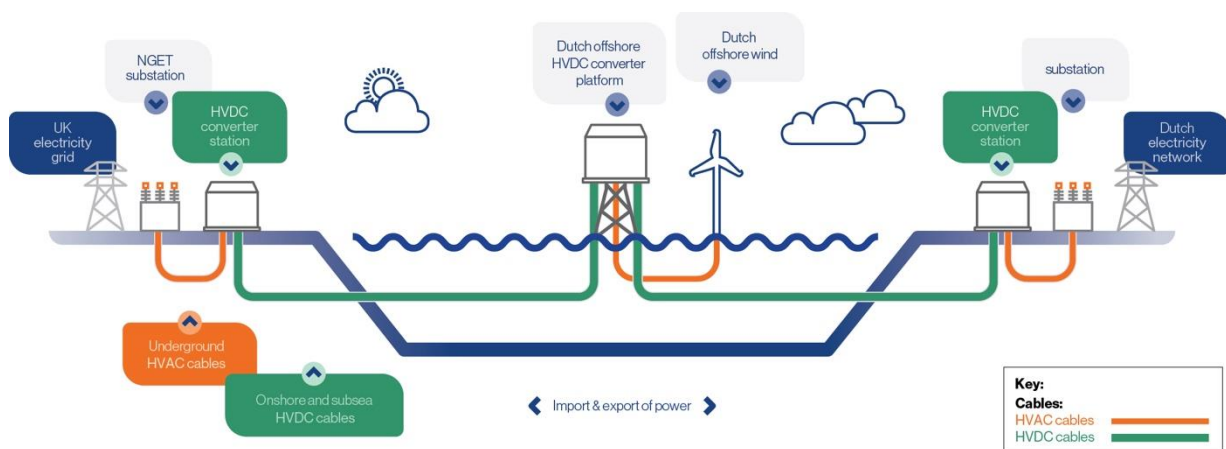 NGET
substation
HVDC
converter
station
UK
electricity
grid
Dutch offshore
HVDC converter
platform
Dutch
offshore wind
substation
HVDC
converter
station
Dutch
electricity
network
Underground
HVAC cables
Onshore and subsea
HVDC cables
Import & export of power
Key:
Cables:
HVAC cables
HVDC cables